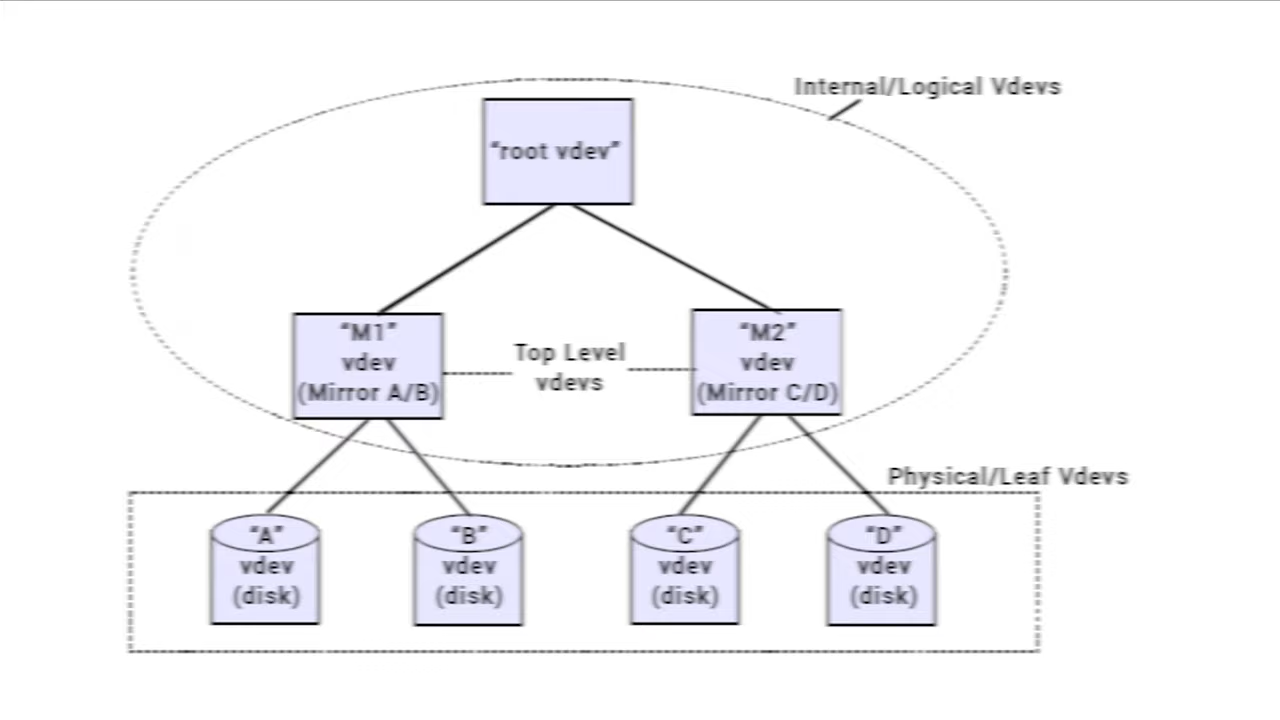 Internal/Logical Vdevs
“root vdev”
“M1”
vdev
(Mirror A/B)
Top Level
vdevs
“M2”
vdev
(Mirror C/D)
Physical/Leaf Vdevs
“A”
vdev
(disk)
“B”
vdev
(disk)
“C”
vdev
(disk)
“D”
vdev
(disk)